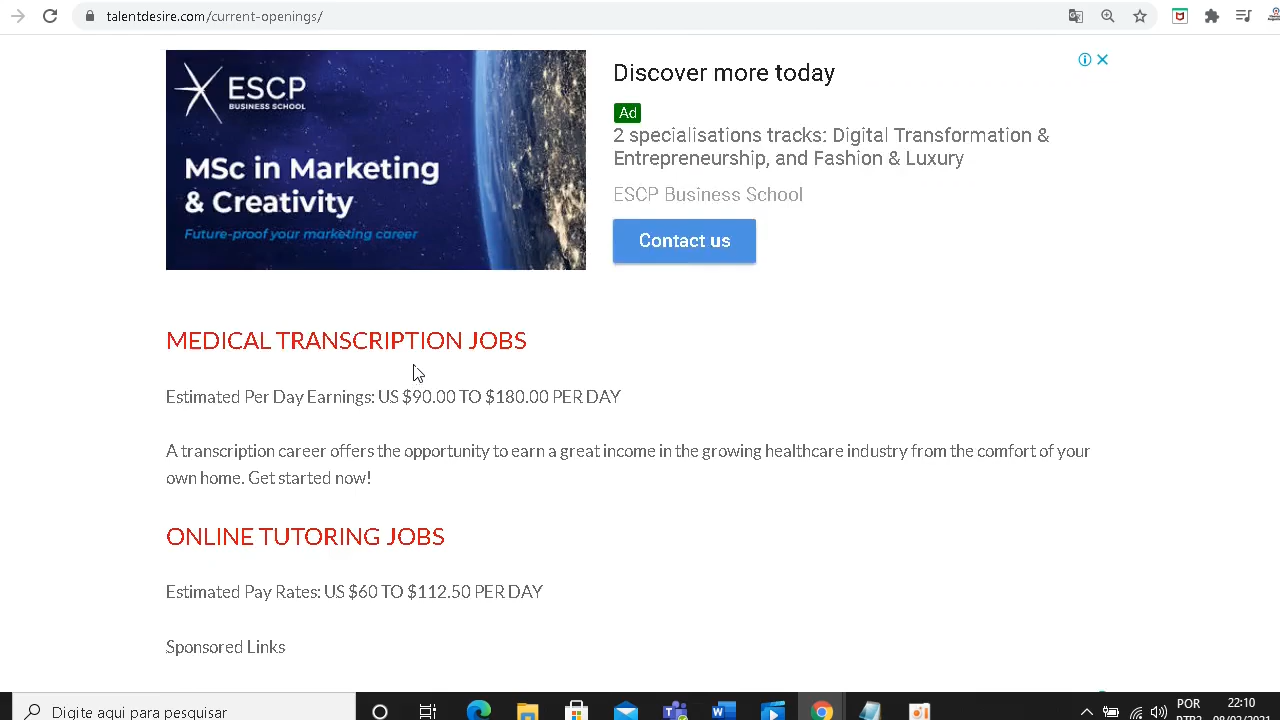 talentdesire.com/current-openings/
ESCP
BUSINESS SCHOOL
MSc in Marketing
& Creativity
Future-proof your marketing career
Discover more today
Ad
2 specialisations tracks: Digital Transformation &
Entrepreneurship, and Fashion & Luxury
ESCP Business School
Contact us
MEDICAL TRANSCRIPTION JOBS
Estimated Per Day Earnings: US $90.00 TO $180.00 PER DAY
A transcription career offers the opportunity to earn a great income in the growing healthcare industry from the comfort of your
own home. Get started now!
ONLINE TUTORING JOBS
Estimated Pay Rates: US $60 TO $112.50 PER DAY
Sponsored Links
Digite aqui para pesquisar
POR
22:10